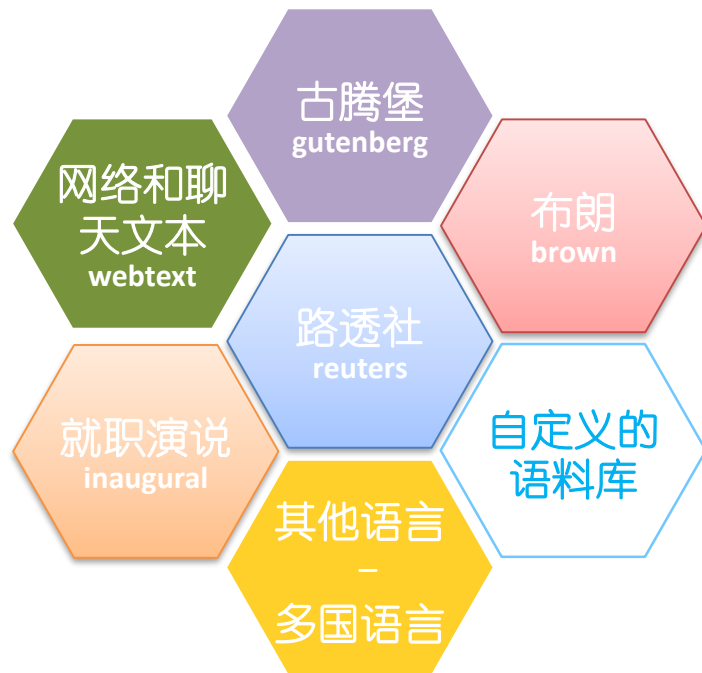 古腾堡
gutenberg
网络和聊
天文本
webtext
布朗
brown
路透社
reuters
就职演说
inaugural
自定义的
语料库
其他语言
–
多国语言